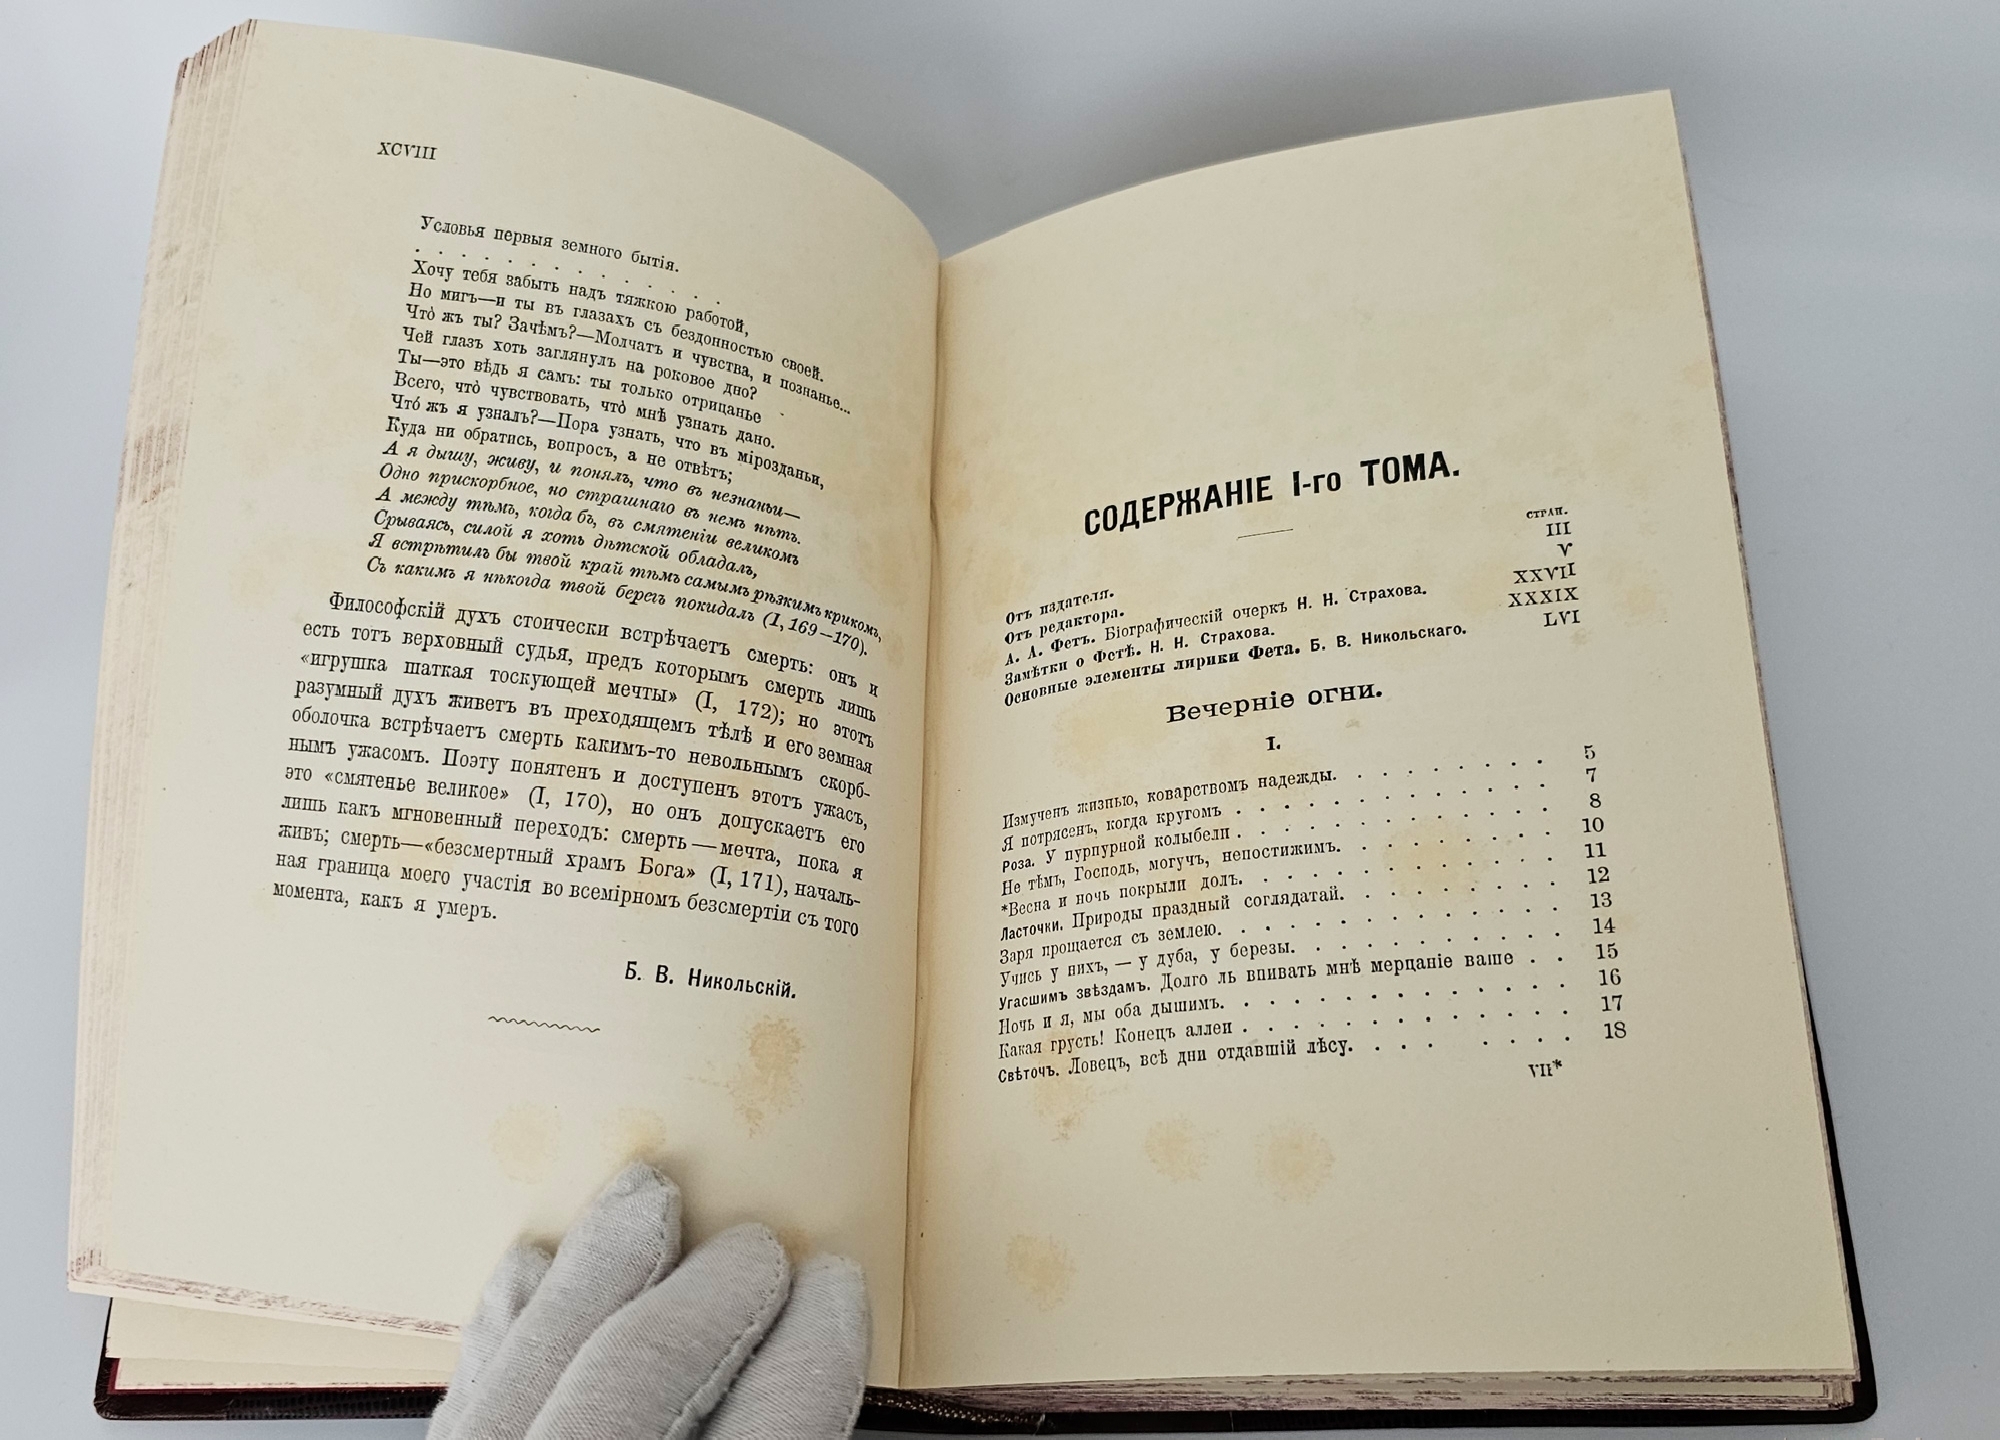 XCVIII
Условья первыя земного бытія.
. . . . . . . . . . . . .
Хочу тебя забыть надъ тяжкою работой,
Но мигъ—и ты въ глазахъ съ бездонностью своей.
Что̀ жъ ты? Зачѣмъ?—Молчатъ и чувства, и познанье...
Чей глазъ хоть заглянулъ на роковое дно?
Ты—это вѣдь я самъ: ты только отрицанье
Всего, что̀ чувствовать, что̀ мнѣ узнать дано.
Что́ жъ я узналъ?—Пора узнать, что въ мірозданьи,
Куда ни обратись, вопросъ, а не отвѣтъ;
А я дышу, живу, и понялъ, что въ незнаньи—
Одно прискорбное, но страшнаго въ немъ нѣтъ.
А между тѣмъ, когда бъ, въ смятеніи великомъ
Срываясь, силой я хоть дѣтской обладалъ,
Я встрѣтилъ бы твой край тѣмъ самымъ рѣзкимъ крикомъ,
Съ какимъ я нѣкогда твой берегъ покидалъ (I, 169—170).
Философскій духъ стоически встрѣчаетъ смерть: онъ и
есть тотъ верховный судья, предъ которымъ смерть лишь
«игрушка шаткая тоскующей мечты» (I, 172); но этотъ
разумный духъ живетъ въ преходящемъ тѣлѣ и его земная
оболочка встрѣчаетъ смерть какимъ-то невольнымъ скорб-
нымъ ужасомъ. Поэту понятенъ и доступенъ этотъ ужасъ,
это «смятенье великое» (I, 170), но онъ допускаетъ его
лишь какъ мгновенный переходъ: смерть — мечта, пока я
живъ; смерть—«безсмертный храмъ Бога» (I, 171), началь-
ная граница моего участія во всемірномъ безсмертіи съ того
момента, какъ я умеръ.
Б. В. Никольскій.
СОДЕРЖАНІЕ I-го ТОМА.
СТРАН.
Отъ издателя. III
Отъ редактора. V
А. А. Фетъ. Біографическій очеркъ Н. Н. Страхова. XXVII
Замѣтки о Фетѣ. Н. Н. Страхова. XXXIX
Основные элементы лирики Фета. Б. В. Никольскаго. LVI
Вечерніе огни.
I.
Измученъ жизнью, коварствомъ надежды. . . . . . . . . 5
Я потрясенъ, когда кругомъ . . . . . . . . . . . . . 7
Роза. У пурпурной колыбели . . . . . . . . . . . . . 8
Не тѣмъ, Господь, могучъ, непостижимъ. . . . . . . . . 10
*Весна и ночь покрыли долъ. . . . . . . . . . . . . 11
Ласточки. Природы праздный соглядатай. . . . . . . . . 12
Заря прощается съ землею. . . . . . . . . . . . . . 13
Учись у нихъ, — у дуба, у березы. . . . . . . . . . . 14
Угасшимъ звѣздамъ. Долго ль впивать мнѣ мерцаніе ваше . . 15
Ночь и я, мы оба дышимъ. . . . . . . . . . . . . . 16
Какая грусть! Конецъ аллеи . . . . . . . . . . . . . 17
Свѣточъ. Ловецъ, всѣ дни отдавшій лѣсу. . . . . . . . 18
VII*